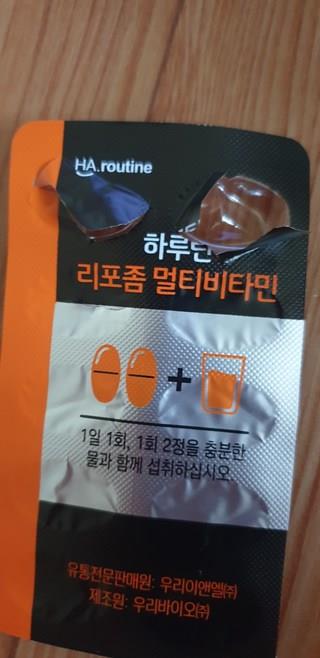 HA.routine
하루틴
리포좀 멀티비타민
1일 1회, 1회 2정을 충분한
물과 함께 섭취하십시오.
유통전문판매원: 우리이앤엘㈜
제조원: 우리바이오㈜